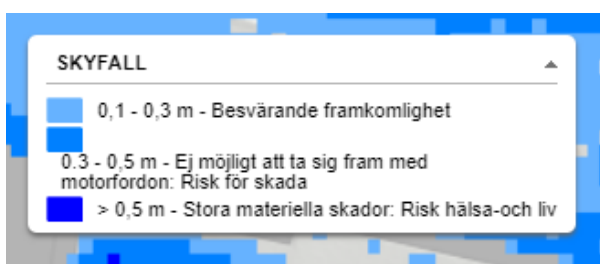 SKYFALL
0,1 - 0,3 m - Besvärande framkomlighet
0.3 - 0,5 m - Ej möjligt att ta sig fram med
motorfordon: Risk för skada
> 0,5 m - Stora materiella skador: Risk hälsa-och liv